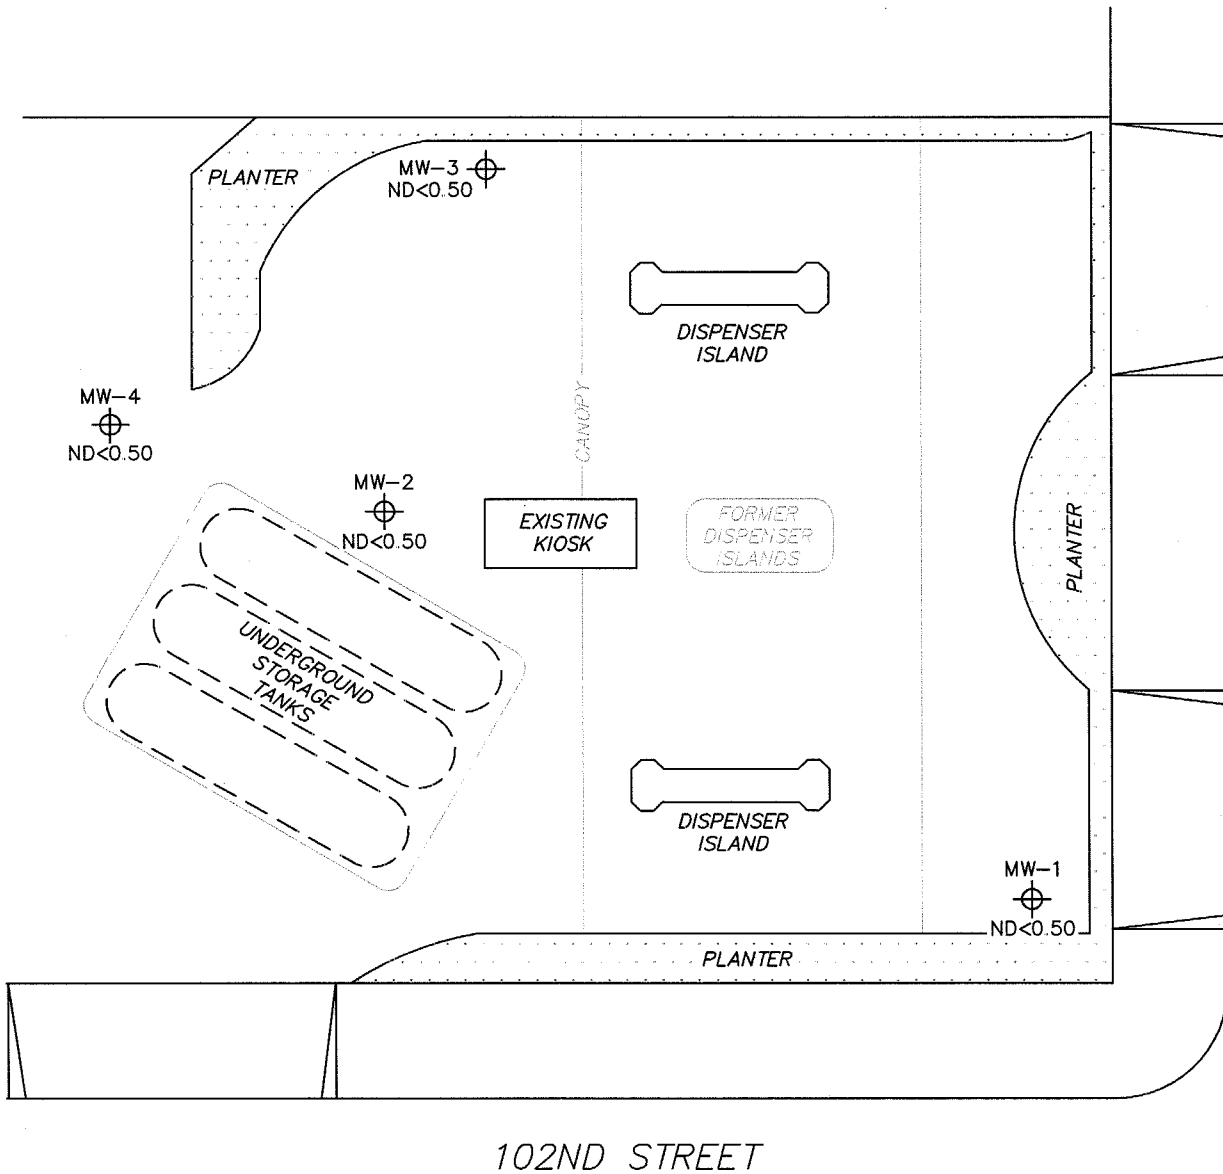 PLANTER
MW-3
ND<0.50
DISPENSER
ISLAND
MW-4
ND<0.50
CANOPY
MW-2
ND<0.50
EXISTING
KIOSK
FORMER
DISPENSER
ISLANDS
PLANTER
UNDERGROUND
STORAGE
TANKS
DISPENSER
ISLAND
MW-1
ND<0.50
PLANTER
102ND STREET